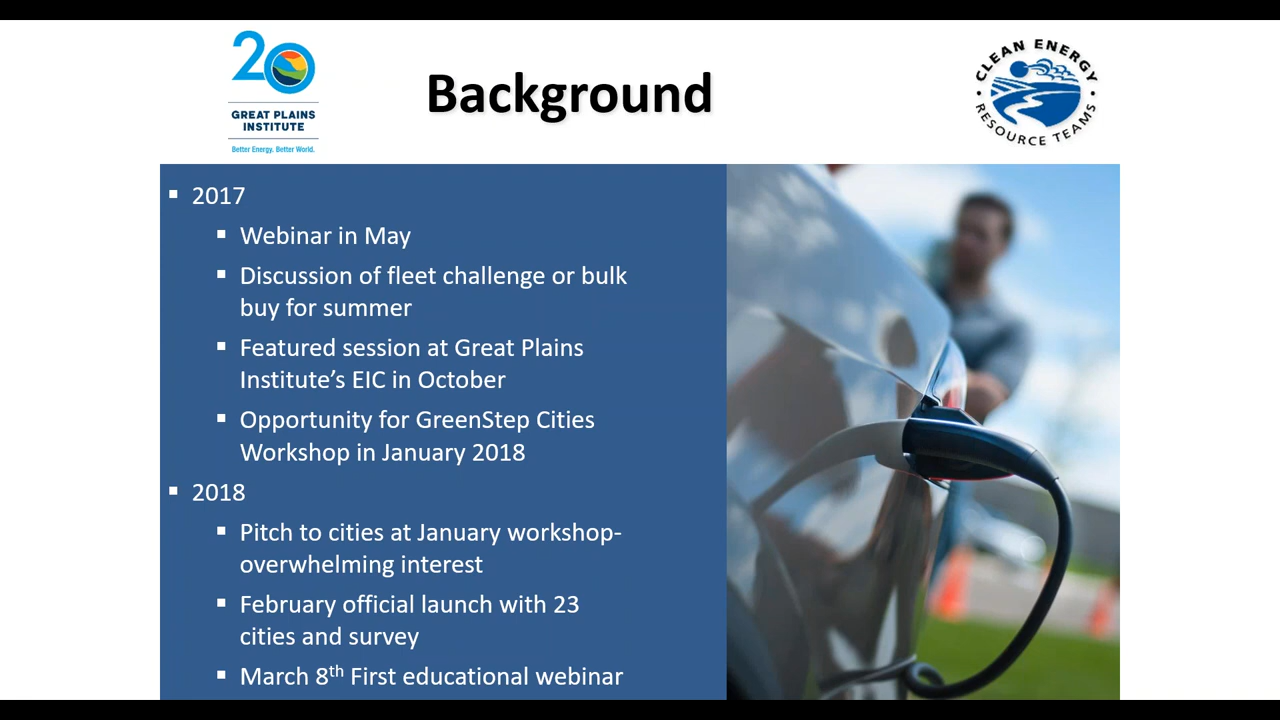 20
GREAT PLAINS
INSTITUTE
Better Energy. Better World.
Background
CLEAN ENERGY
RESOURCE TEAMS
2017
Webinar in May
Discussion of fleet challenge or bulk
buy for summer
Featured session at Great Plains
Institute’s EIC in October
Opportunity for GreenStep Cities
Workshop in January 2018
2018
Pitch to cities at January workshop-
overwhelming interest
February official launch with 23
cities and survey
March 8th First educational webinar